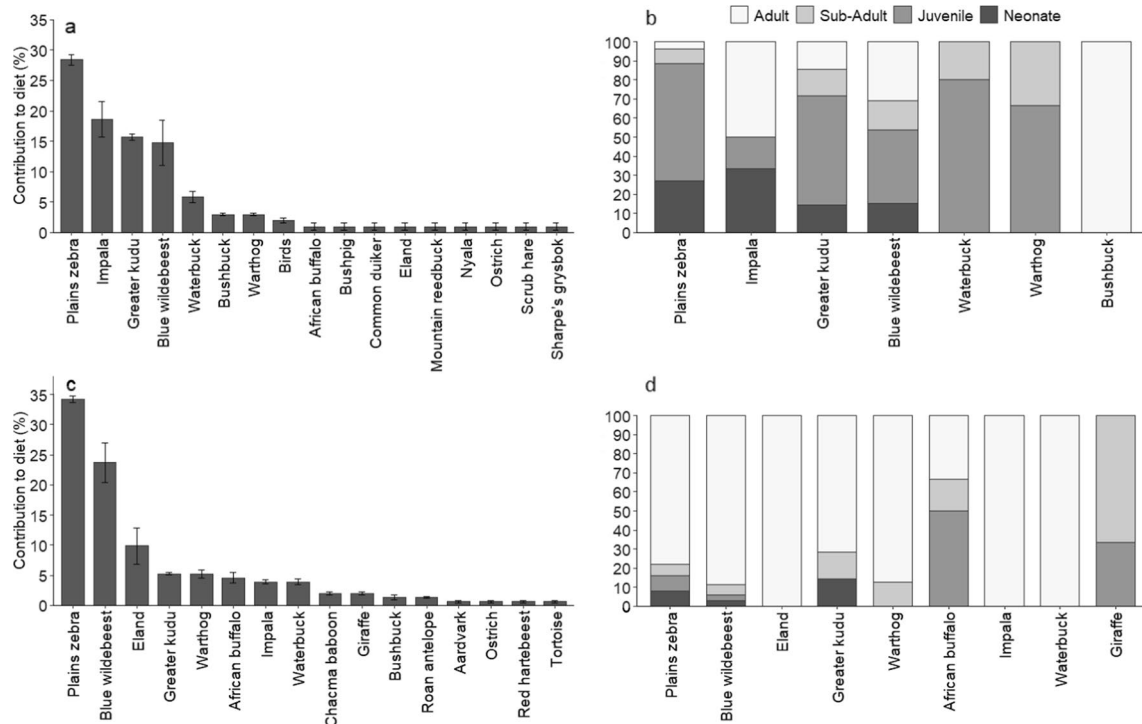 a
Contribution to diet (%)
35
30
25
20
15
10
5
0
Plains zebra
Impala
Greater kudu
Blue wildebeest
Waterbuck
Bushbuck
Warthog
Birds
African buffalo
Bushpig
Common duiker
Eland
Mountain reedbuck
Nyala
Ostrich
Scrub hare
Sharpe's grysbok
b
Adult Sub-Adult Juvenile Neonate
100
90
80
70
60
50
40
30
20
10
0
Plains zebra
Impala
Greater kudu
Blue wildebeest
Waterbuck
Warthog
Bushbuck
c
Contribution to diet (%)
35
30
25
20
15
10
5
0
Plains zebra
Blue wildebeest
Eland
Greater kudu
Warthog
African buffalo
Impala
Waterbuck
Chacma baboon
Giraffe
Bushbuck
Roan antelope
Aardvark
Ostrich
Red hartebeest
Tortoise
d
100
90
80
70
60
50
40
30
20
10
0
Plains zebra
Blue wildebeest
Eland
Greater kudu
Warthog
African buffalo
Impala
Waterbuck
Giraffe